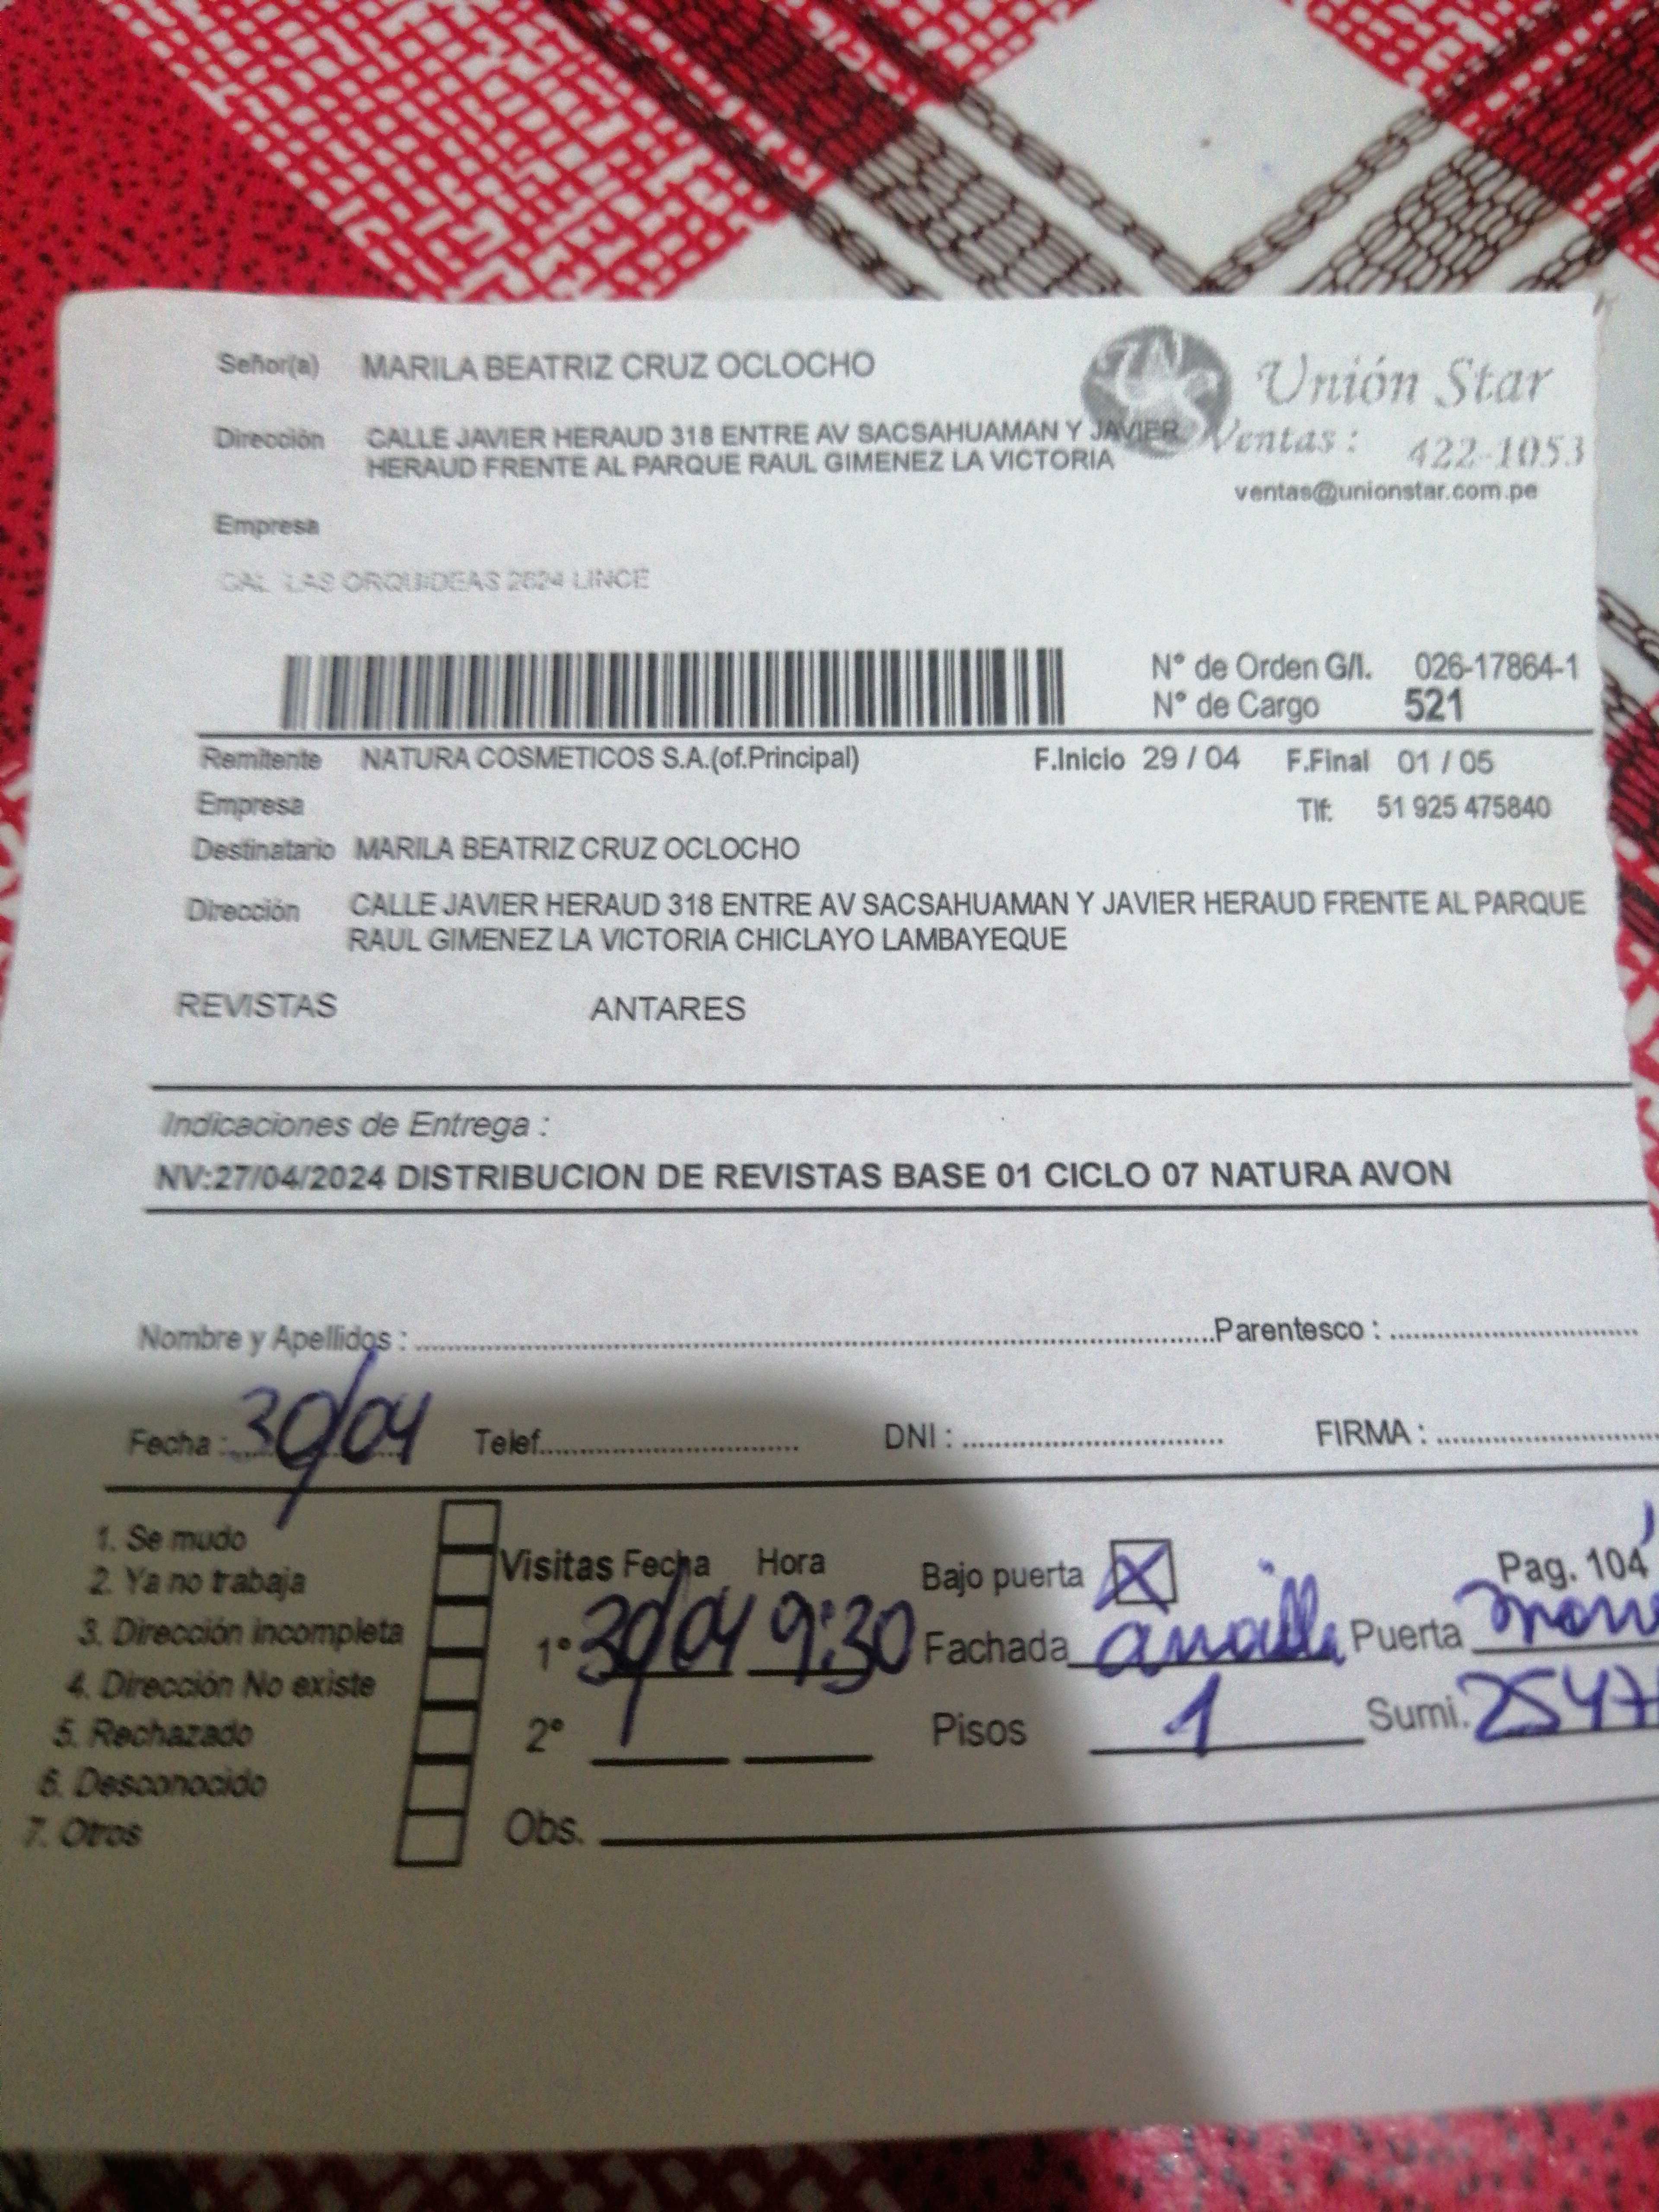 Señor(a) MARILA BEATRIZ CRUZ OCLOCHO
Unión Star
Dirección CALLE JAVIER HERAUD 318 ENTRE AV SACSAHUAMAN Y JAVIER
HERAUD FRENTE AL PARQUE RAUL GIMENEZ LA VICTORIA
Ventas : 422-1053
ventas@unionstar.com.pe
Empresa
CAL LAS ORQUIDEAS 2624 LINCE
N° de Orden G/I. 026-17864-1
N° de Cargo 521
Remitente NATURA COSMETICOS S.A.(of.Principal) F.Inicio 29 / 04 F.Final 01 / 05
Empresa Tlf: 51 925 475840
Destinatario MARILA BEATRIZ CRUZ OCLOCHO
Dirección CALLE JAVIER HERAUD 318 ENTRE AV SACSAHUAMAN Y JAVIER HERAUD FRENTE AL PARQUE
RAUL GIMENEZ LA VICTORIA CHICLAYO LAMBAYEQUE
REVISTAS ANTARES
Indicaciones de Entrega :
NV:27/04/2024 DISTRIBUCION DE REVISTAS BASE 01 CICLO 07 NATURA AVON
Nombre y Apellidos : Parentesco :
Fecha : 30/04 Telef. DNI : FIRMA :
1. Se mudo
2. Ya no trabaja
3. Dirección incompleta
4. Dirección No existe
5. Rechazado
6. Desconocido
7. Otros
Visitas Fecha Hora Bajo puerta X Pag. 104
1° 30/04 9:30 Fachada Puerta
2° Pisos 1 Sumi. 2547
Obs.